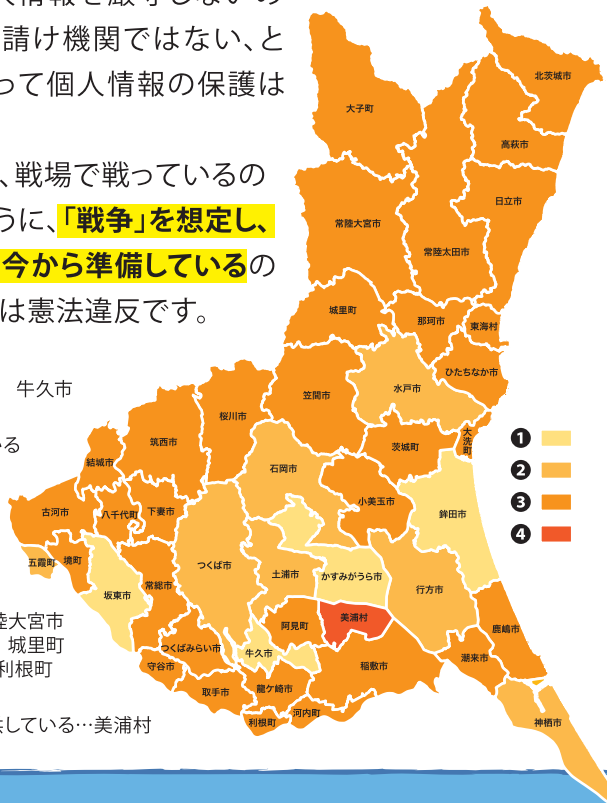 人情報を厳守しないの
請け機関ではない、と
って個人情報の保護は
、戦場で戦っているの
うに、「戦争」を想定し、
今から準備しているの
は憲法違反です。
牛久市
いる
陸大宮市
城里町
利根町
供している…美浦村
北茨城市
大子町
高萩市
日立市
常陸大宮市
常陸太田市
城里町
那珂市
東海村
ひたちなか市
水戸市
笠間市
桜川市
筑西市
大洗町
茨城町
石岡市
結城市
小美玉市
鉾田市
古河市
八千代町
下妻市
五霞町
境町
つくば市
土浦市
かすみがうら市
行方市
坂東市
常総市
美浦村
阿見町
鹿嶋市
つくばみらい市
牛久市
稲敷市
潮来市
守谷市
取手市
龍ケ崎市
利根町
河内町
神栖市
1
2
3
4